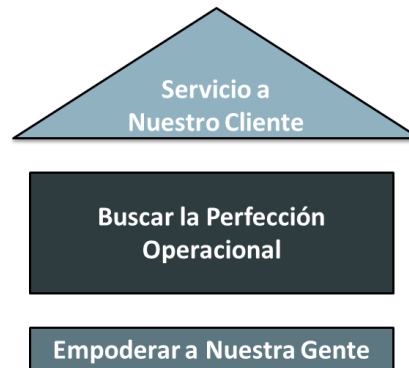 Servicio a
Nuestro Cliente
Buscar la Perfección
Operacional
Empoderar a Nuestra Gente